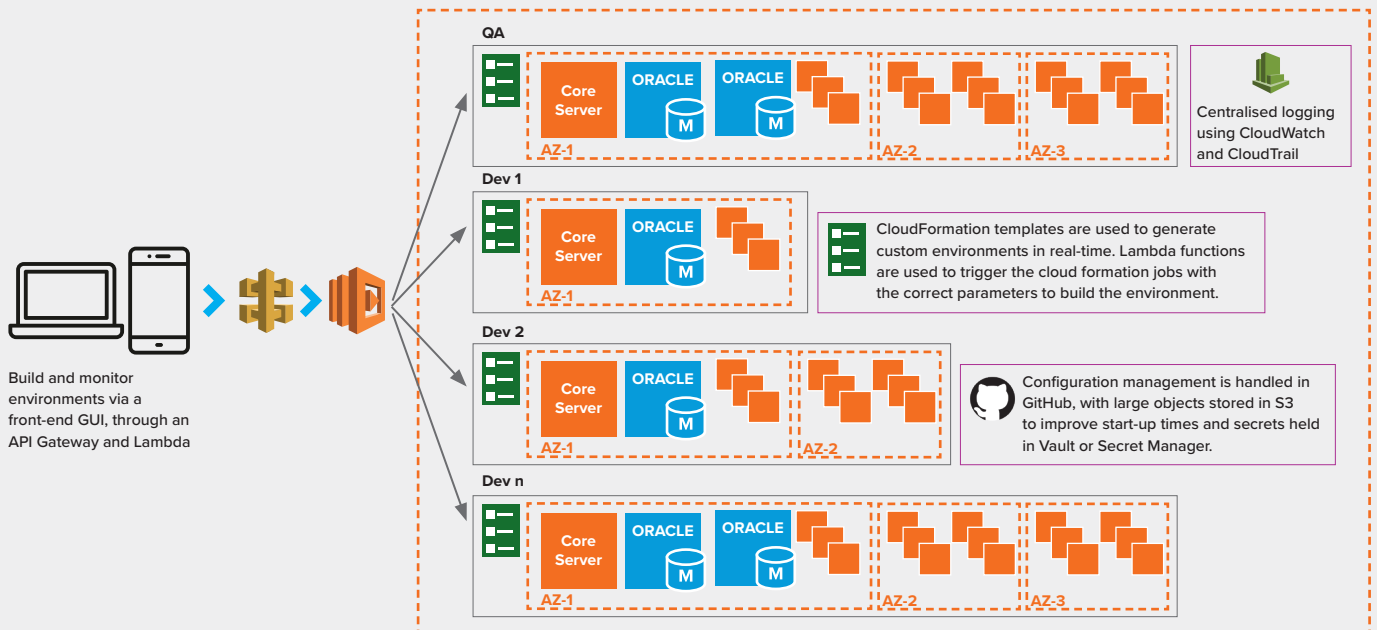 QA
Core
Server
ORACLE
M
ORACLE
M
AZ-1
AZ-2
AZ-3
Centralised logging
using CloudWatch
and CloudTrail
Dev 1
Core
Server
ORACLE
M
AZ-1
CloudFormation templates are used to generate
custom environments in real-time. Lambda functions
are used to trigger the cloud formation jobs with
the correct parameters to build the environment.
Build and monitor
environments via a
front-end GUI, through an
API Gateway and Lambda
Dev 2
Core
Server
ORACLE
M
AZ-1
AZ-2
Configuration management is handled in
GitHub, with large objects stored in S3
to improve start-up times and secrets held
in Vault or Secret Manager.
Dev n
Core
Server
ORACLE
M
ORACLE
M
AZ-1
AZ-2
AZ-3